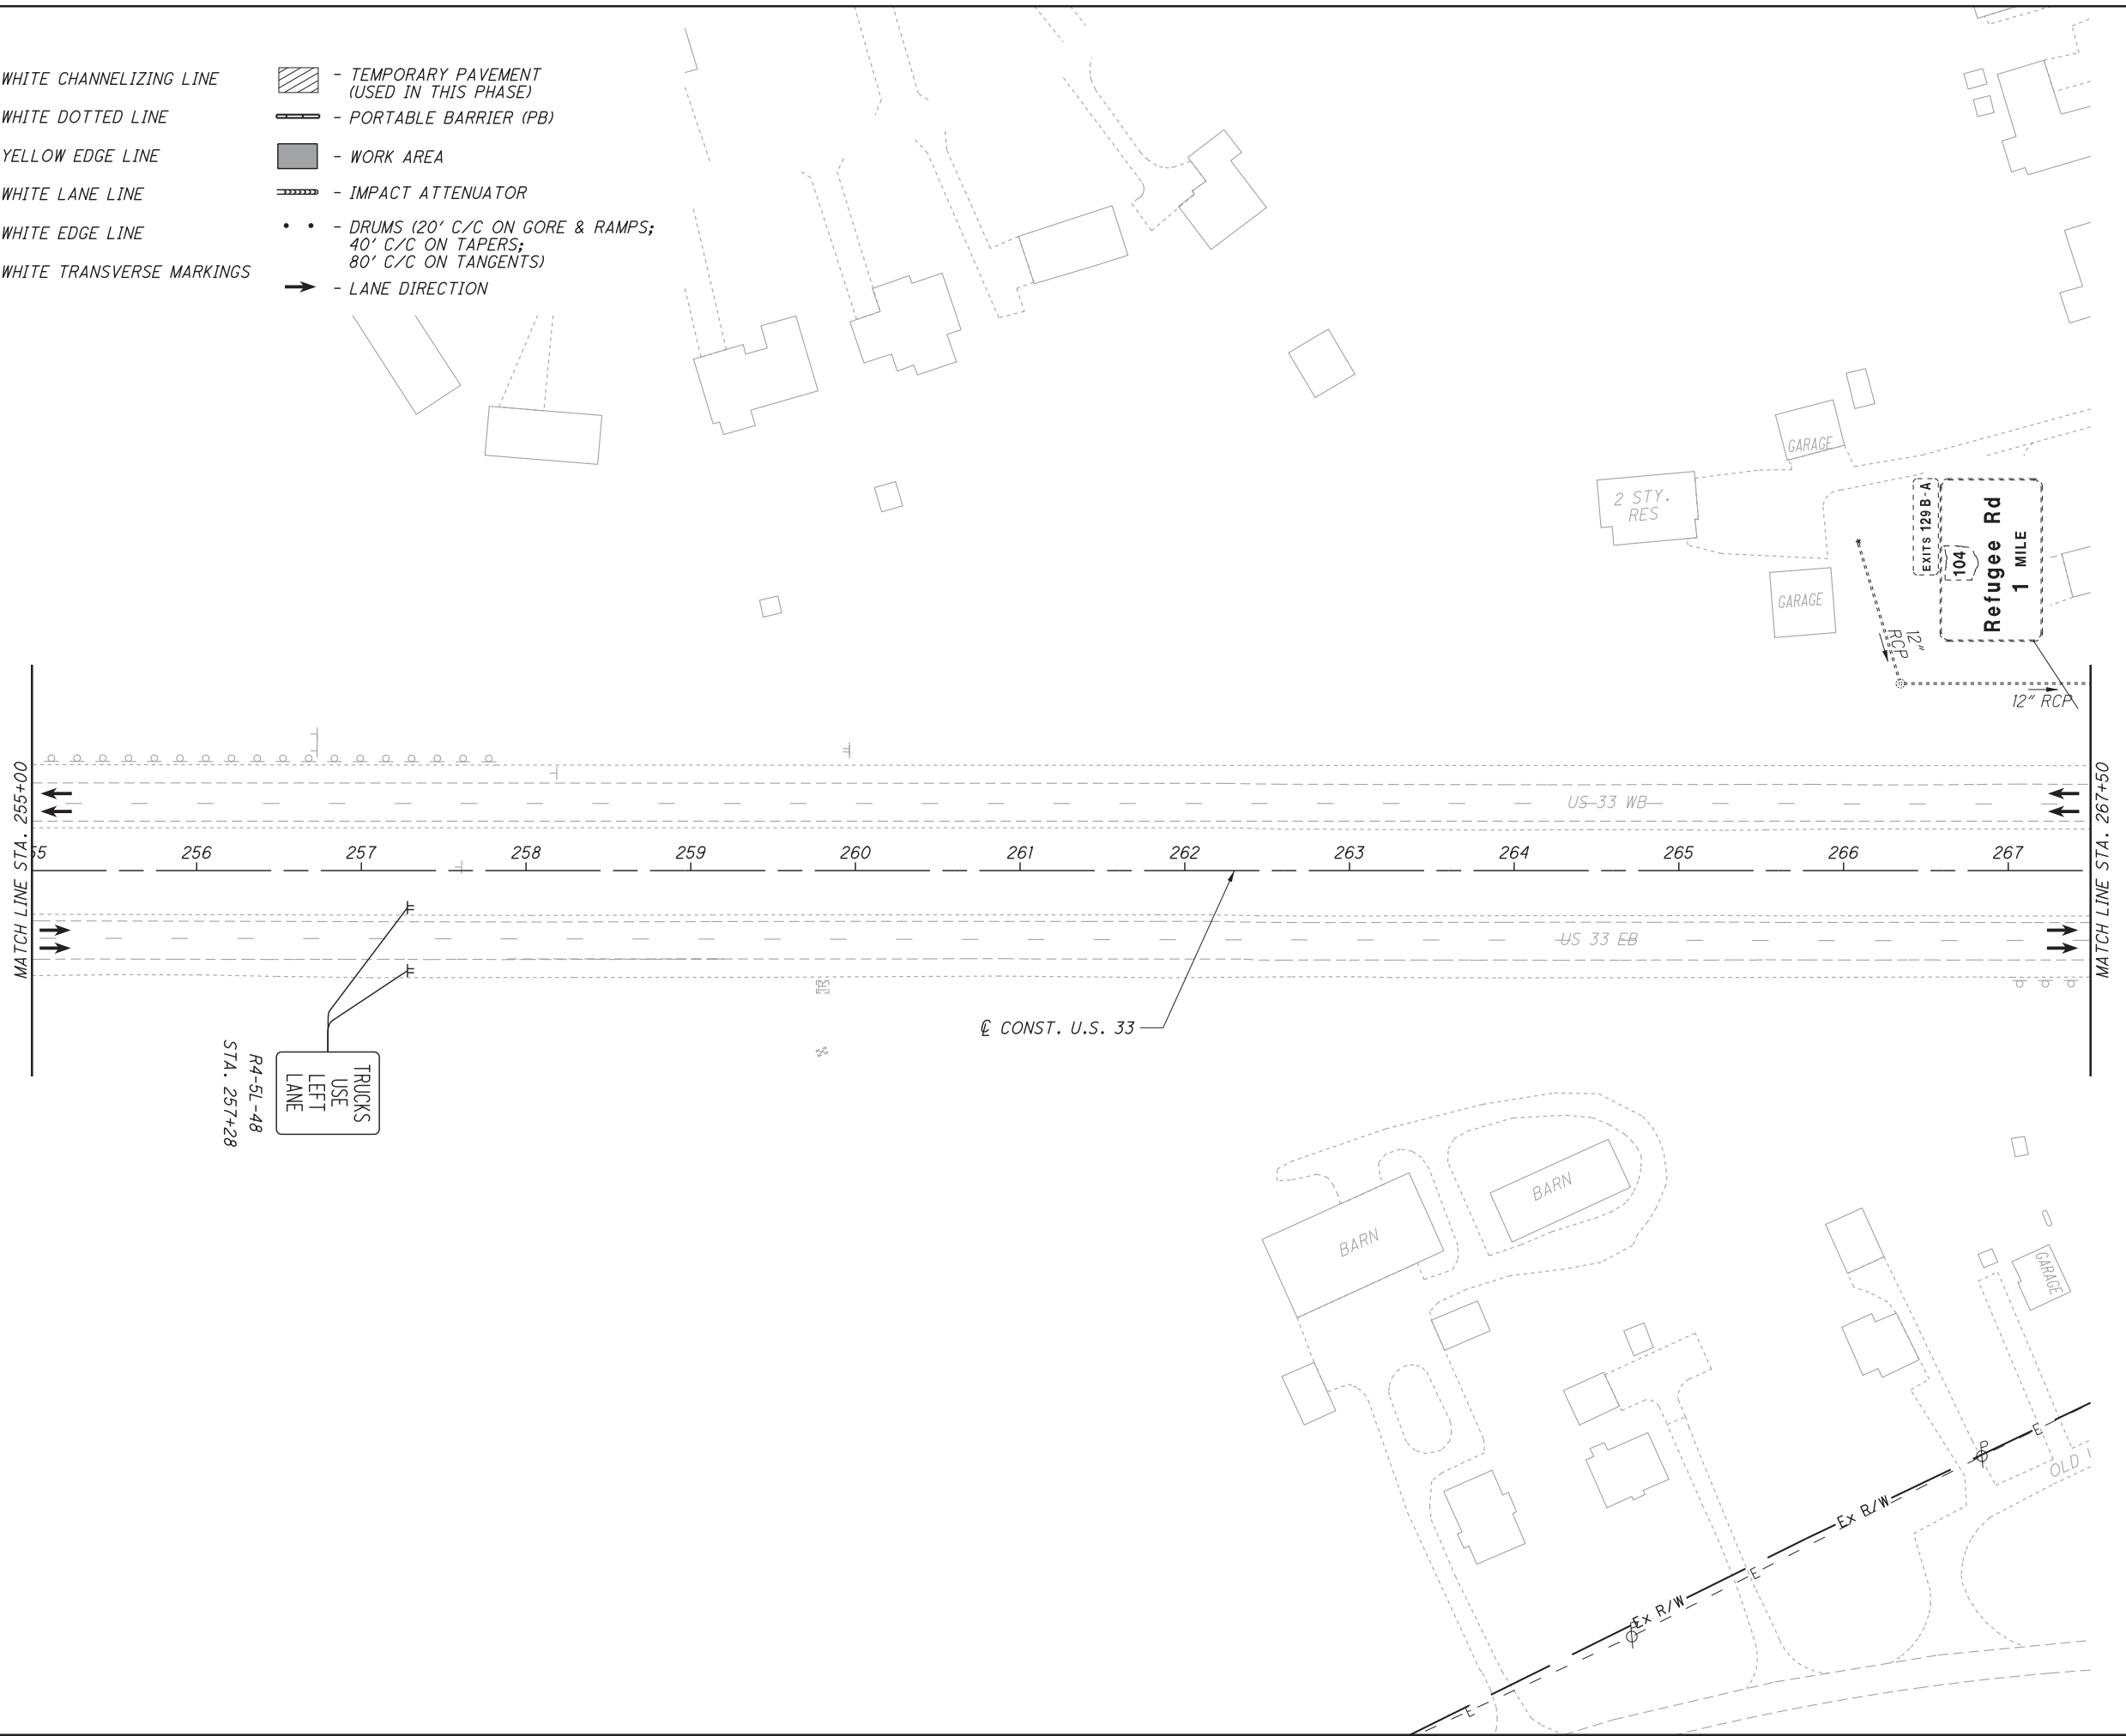 WHITE CHANNELIZING LINE
WHITE DOTTED LINE
YELLOW EDGE LINE
WHITE LANE LINE
WHITE EDGE LINE
WHITE TRANSVERSE MARKINGS
- TEMPORARY PAVEMENT
(USED IN THIS PHASE)
- PORTABLE BARRIER (PB)
- WORK AREA
- IMPACT ATTENUATOR
- DRUMS (20' C/C ON GORE & RAMPS;
40' C/C ON TAPERS;
80' C/C ON TANGENTS)
- LANE DIRECTION
GARAGE
2 STY.
RES
GARAGE
EXITS 129 B-A
104
Refugee Rd
1 MILE
12"
RCP
12" RCP
MATCH LINE STA. 255+00
MATCH LINE STA. 267+50
US 33 WB
55 256 257 258 259 260 261 262 263 264 265 266 267
US 33 EB
℄ CONST. U.S. 33
TRUCKS
USE
LEFT
LANE
R4-5L-48
STA. 257+28
BARN
BARN
GARAGE
P
E
OLD
Ex R/W
E
Ex R/W
P
E